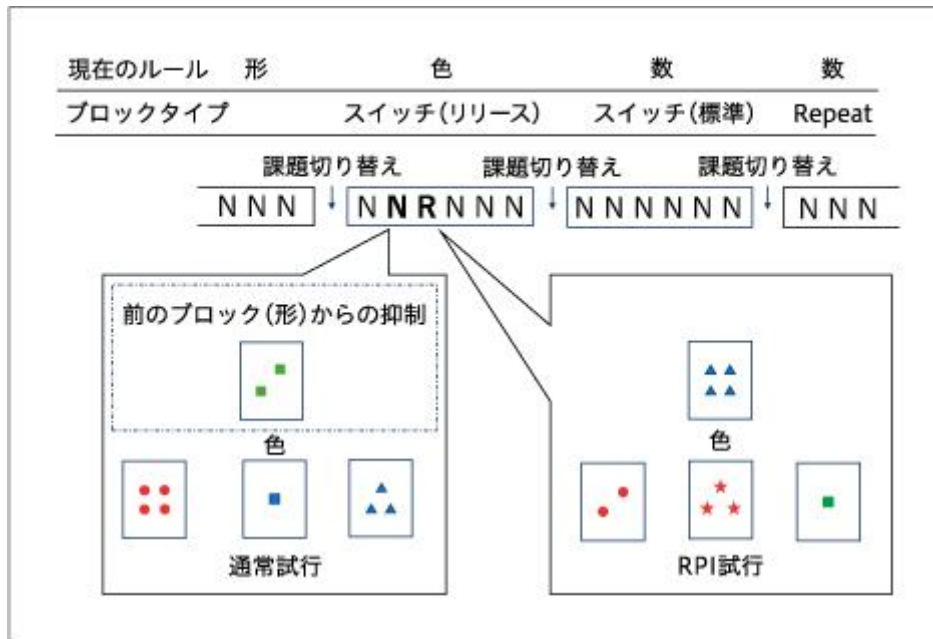 現在のルール 形 色 数 数
ブロックタイプ スイッチ(リリース) スイッチ(標準) Repeat
課題切り替え 課題切り替え 課題切り替え
N N N N N R N N N N N N N N N N N N
前のブロック(形)からの抑制
色
通常試行
色
RPI試行